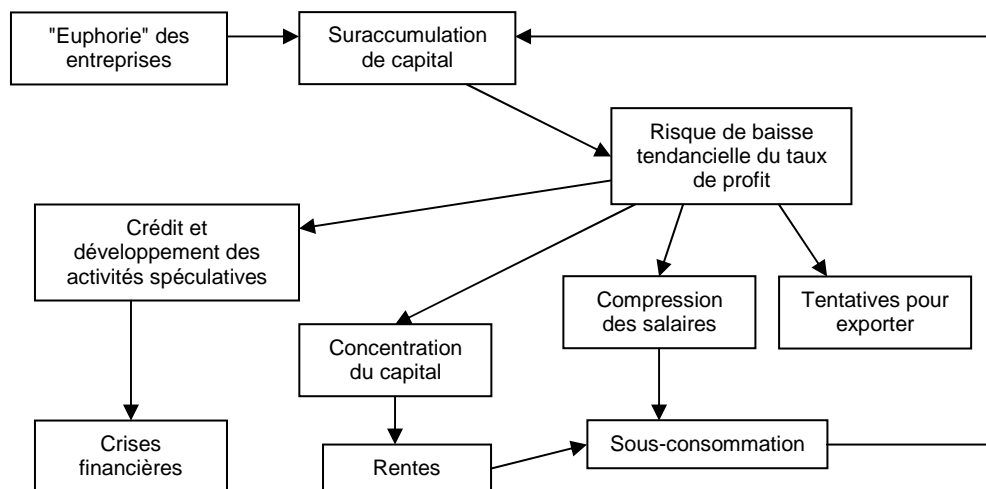 "Euphorie" des
entreprises
Suraccumulation
de capital
Risque de baisse
tendancielle du taux
de profit
Crédit et
développement des
activités spéculatives
Compression
des salaires
Tentatives pour
exporter
Concentration
du capital
Crises
financières
Rentes
Sous-consommation